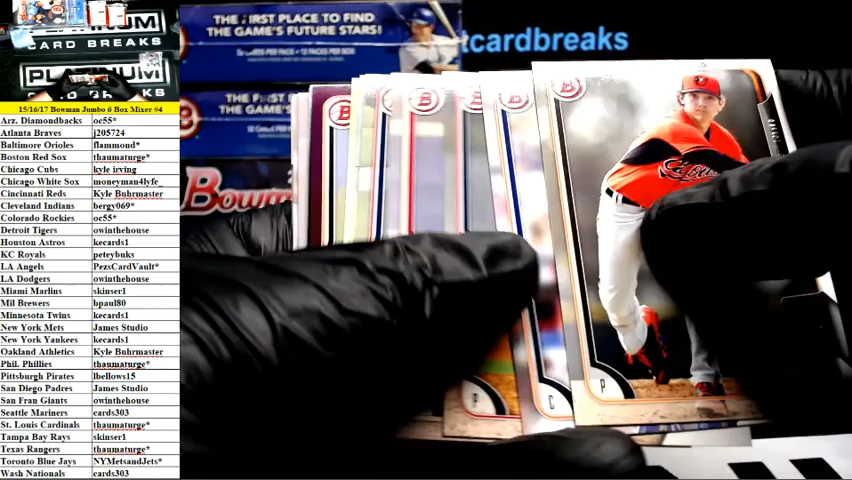 PLATINUM
CARD BREAKS
PLATINUM
CARD BREAKS
THE FIRST PLACE TO FIND
THE GAME'S FUTURE STARS!
tcardbreaks
15/16/17 Bowman Jumbo 6 Box Mixer #4
Arz. Diamondbacks oc55*
Atlanta Braves j205724
Baltimore Orioles flammond*
Boston Red Sox thaumaturge*
Chicago Cubs kyle irving
Chicago White Sox moneyman4lyfe_
Cincinnati Reds Kyle Buhrmaster
Cleveland Indians bergy069*
Colorado Rockies oc55*
Detroit Tigers owinthehouse
Houston Astros kecards1
KC Royals peteybuks
LA Angels PezsCardVault*
LA Dodgers owinthehouse
Miami Marlins skinser1
Mil Brewers bpaul80
Minnesota Twins kecards1
New York Mets James Studio
New York Yankees kecards1
Oakland Athletics Kyle Buhrmaster
Phil. Phillies thaumaturge*
Pittsburgh Pirates lbellows15
San Diego Padres James Studio
San Fran Giants owinthehouse
Seattle Mariners cards303
St. Louis Cardinals thaumaturge*
Tampa Bay Rays skinser1
Texas Rangers thaumaturge*
Toronto Blue Jays NYMetsandJets*
Wash Nationals cards303
THE FI
THE GAME'S
Bowm
B
B
B
B
B
P
C
P